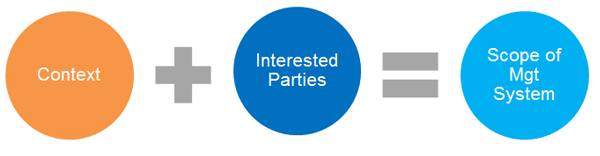 Context
Interested
Parties
Scope of
Mgt
System